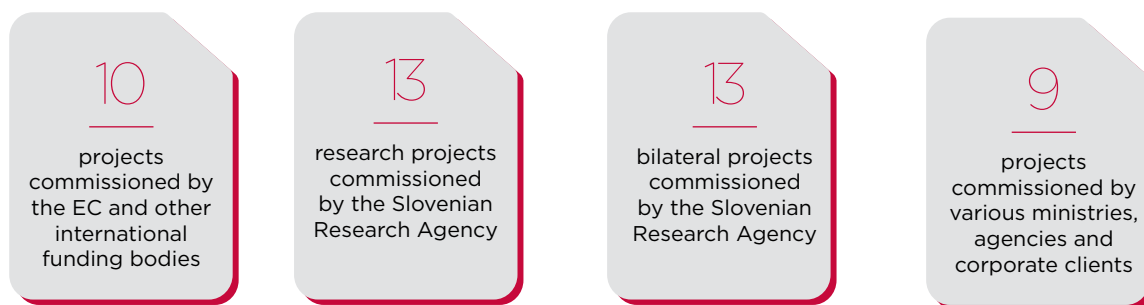 10
projects
commissioned by
the EC and other
international
funding bodies
13
research projects
commissioned
by the Slovenian
Research Agency
13
bilateral projects
commissioned
by the Slovenian
Research Agency
9
projects
commissioned by
various ministries,
agencies and
corporate clients